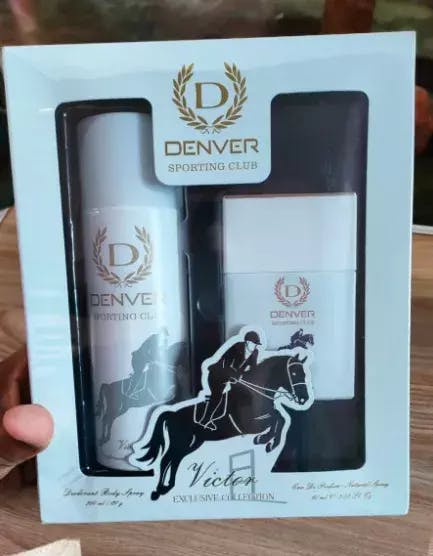 D
DENVER
SPORTING CLUB
D
DENVER
SPORTING CLUB
D
DENVER
SPORTING CLUB
Victor
EXCLUSIVE COLLECTION
Deodorant Body Spray
Eau De Parfum - Natural Spray